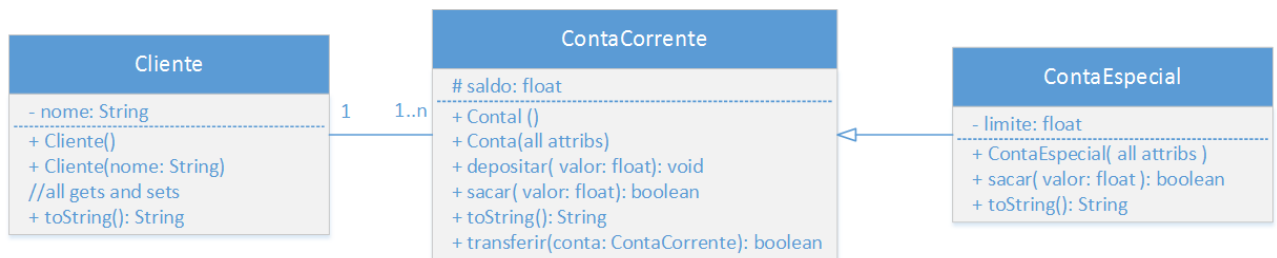 Cliente
- nome: String
+ Cliente()
+ Cliente(nome: String)
//all gets and sets
+ toString(): String
1
1..n
ContaCorrente
# saldo: float
+ Contal ()
+ Conta(all attribs)
+ depositar( valor: float): void
+ sacar( valor: float): boolean
+ toString(): String
+ transferir(conta: ContaCorrente): boolean
ContaEspecial
- limite: float
+ ContaEspecial( all attribs )
+ sacar( valor: float ): boolean
+ toString(): String